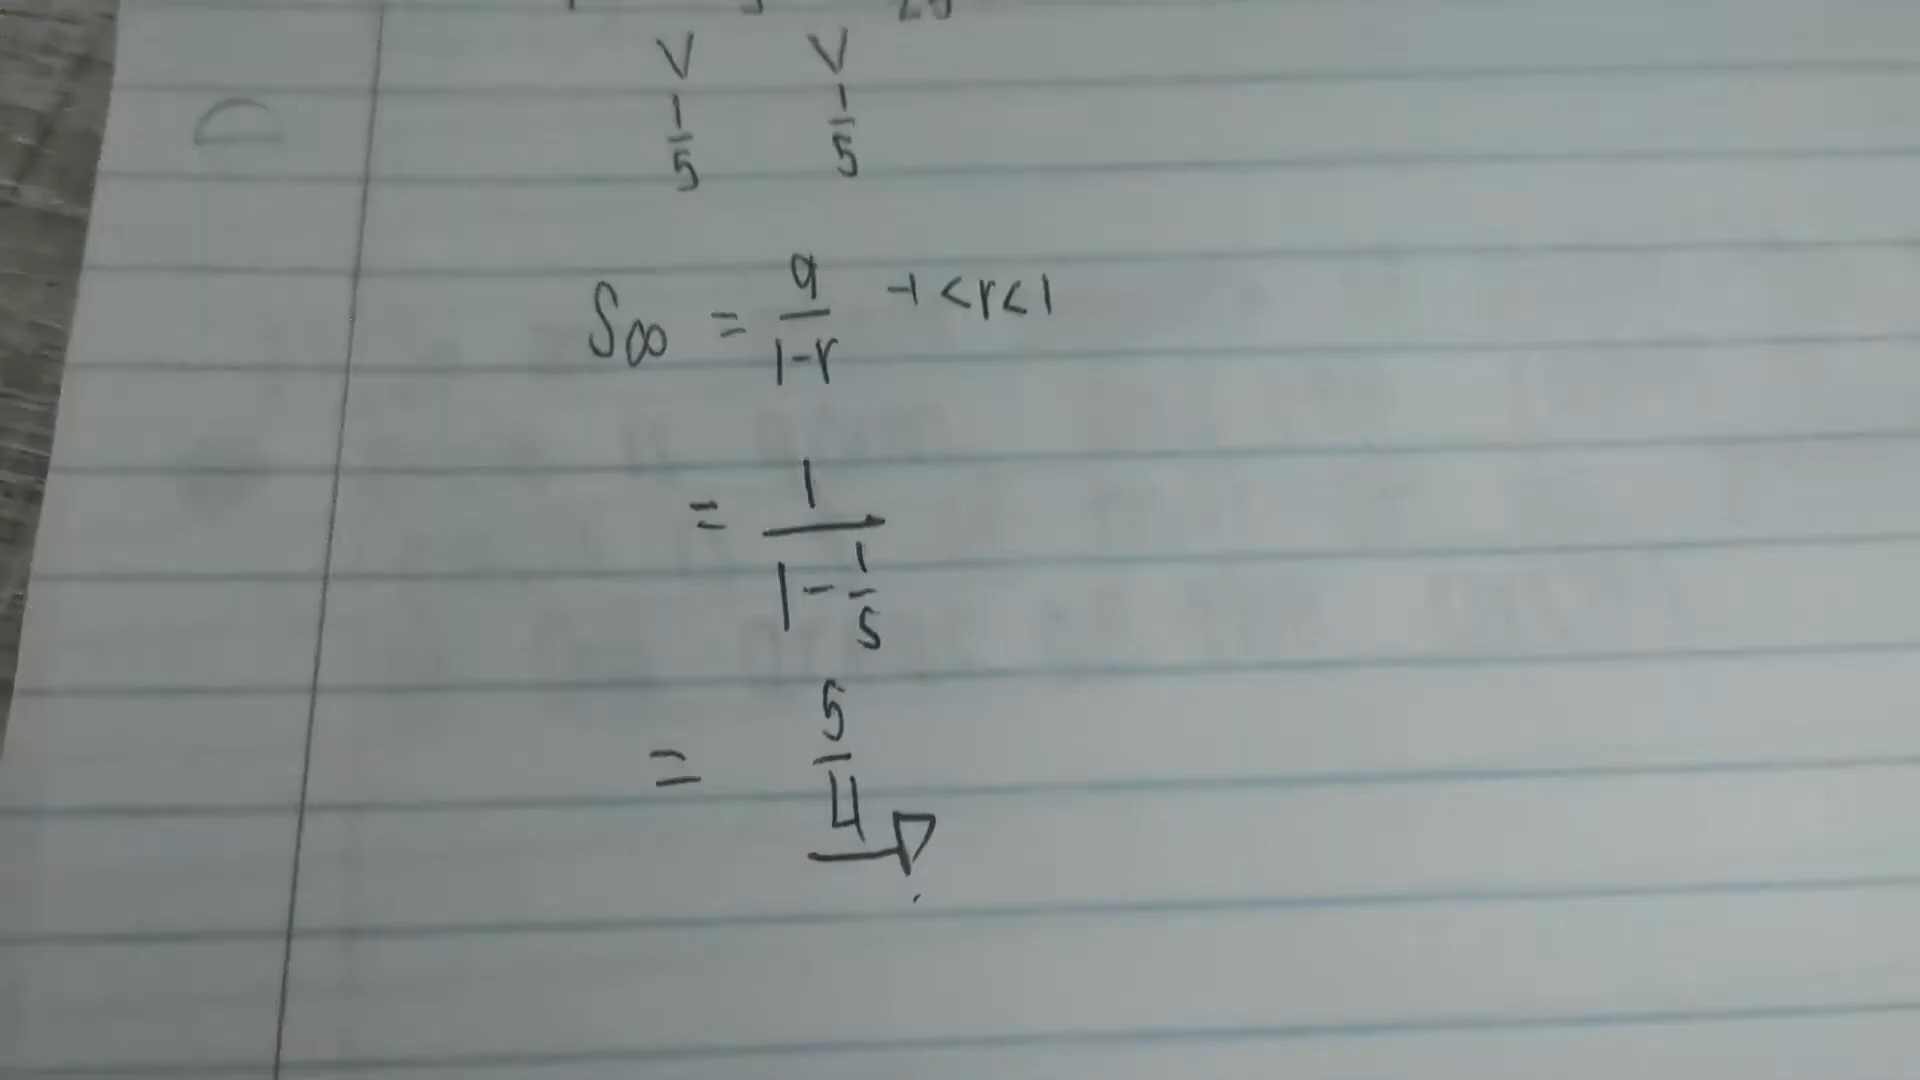 V V
1/5 1/5
S∞ = a/(1-r) -1<r<1
= 1/(1-1/5)
= 5/4